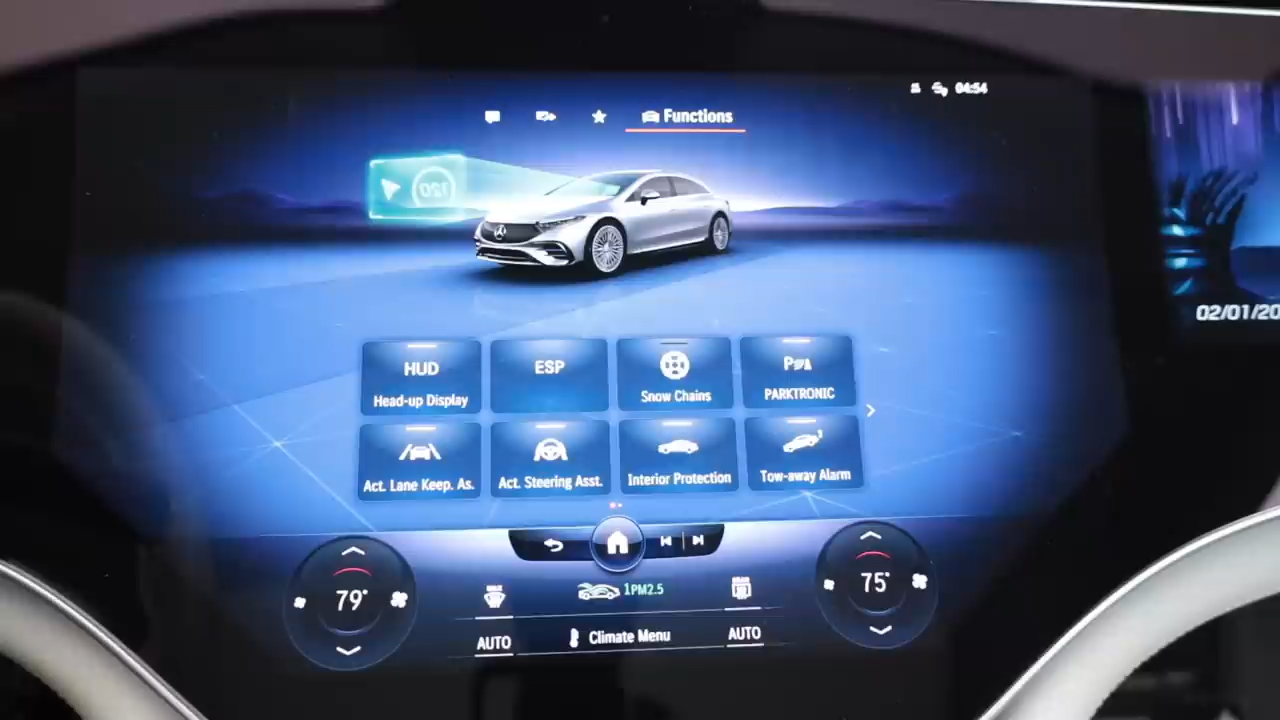 04:54
Functions
120
HUD
Head-up Display
ESP
Snow Chains
P
PARKTRONIC
Act. Lane Keep. As.
Act. Steering Asst.
Interior Protection
Tow-away Alarm
02/01/20
79°
1PM2.5
75°
AUTO
Climate Menu
AUTO